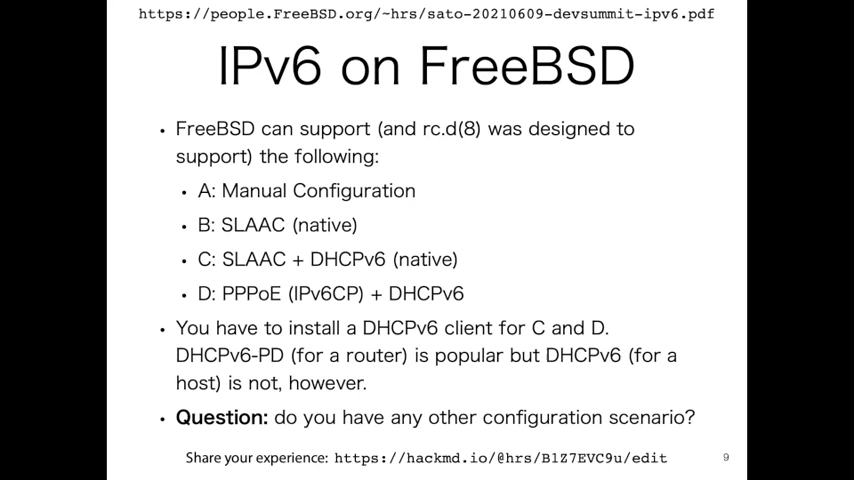 https://people.FreeBSD.org/~hrs/sato-20210609-devsummit-ipv6.pdf
IPv6 on FreeBSD
• FreeBSD can support (and rc.d(8) was designed to
support) the following:
• A: Manual Configuration
• B: SLAAC (native)
• C: SLAAC + DHCPv6 (native)
• D: PPPoE (IPv6CP) + DHCPv6
• You have to install a DHCPv6 client for C and D.
DHCPv6-PD (for a router) is popular but DHCPv6 (for a
host) is not, however.
• Question: do you have any other configuration scenario?
Share your experience: https://hackmd.io/@hrs/B1Z7EVC9u/edit
9